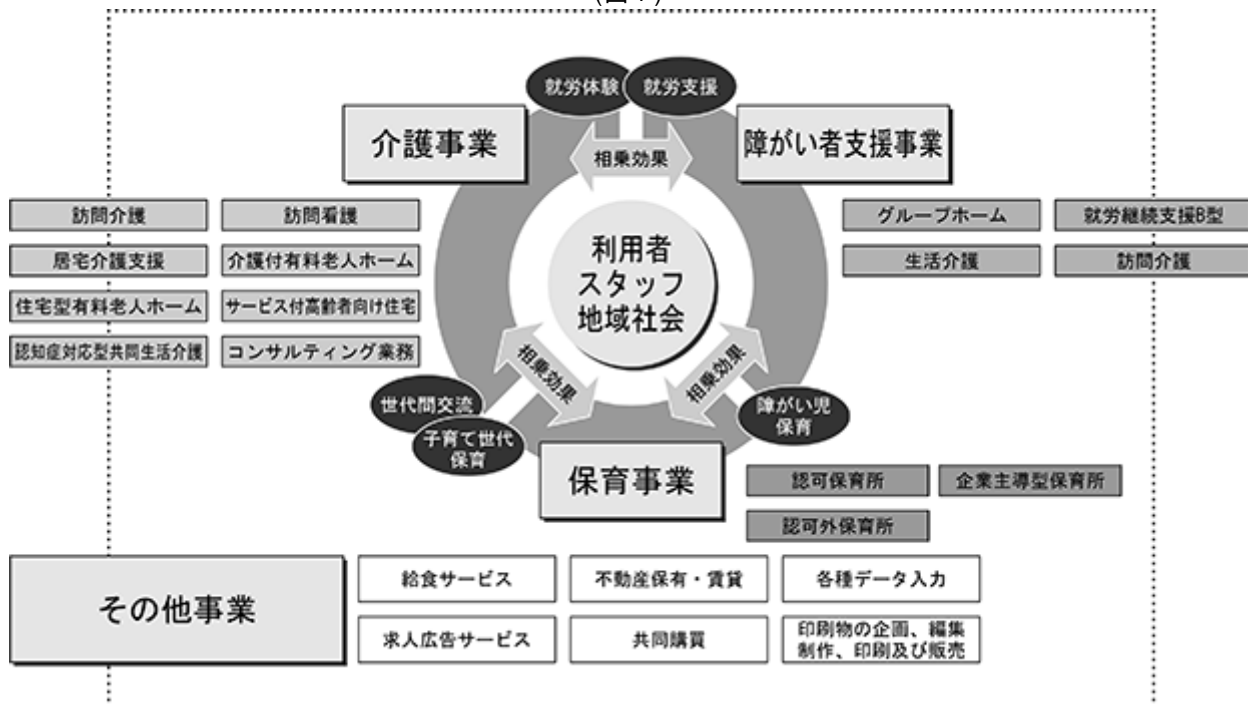 就労体験
就労支援
介護事業
障がい者支援事業
相乗効果
訪問介護
訪問看護
居宅介護支援
介護付有料老人ホーム
住宅型有料老人ホーム
サービス付高齢者向け住宅
認知症対応型共同生活介護
コンサルティング業務
利用者
スタッフ
地域社会
グループホーム
就労継続支援B型
生活介護
訪問介護
相乗効果
相乗効果
世代間交流
子育て世代
保育
障がい児
保育
保育事業
認可保育所
企業主導型保育所
認可外保育所
その他事業
給食サービス
不動産保有・賃貸
各種データ入力
求人広告サービス
共同購買
印刷物の企画、編集
制作、印刷及び販売